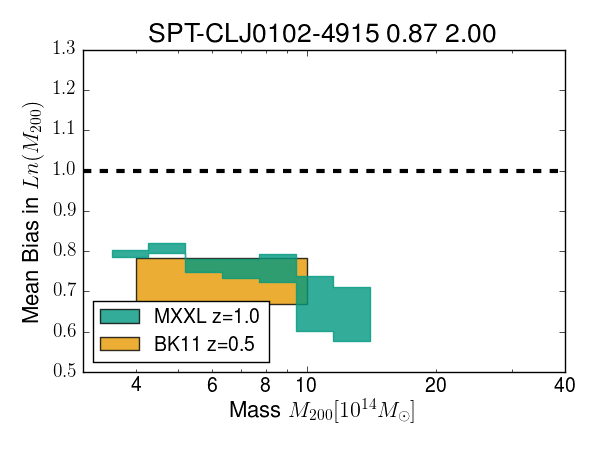 SPT-CLJ0102-4915 0.87 2.00
1.3
1.2
1.1
1.0
0.9
0.8
0.7
0.6
0.5
Mean Bias in Ln(M₂₀₀)
MXXL z=1.0
BK11 z=0.5
4 6 8 10 20 40
Mass M₂₀₀[10¹⁴M☉]